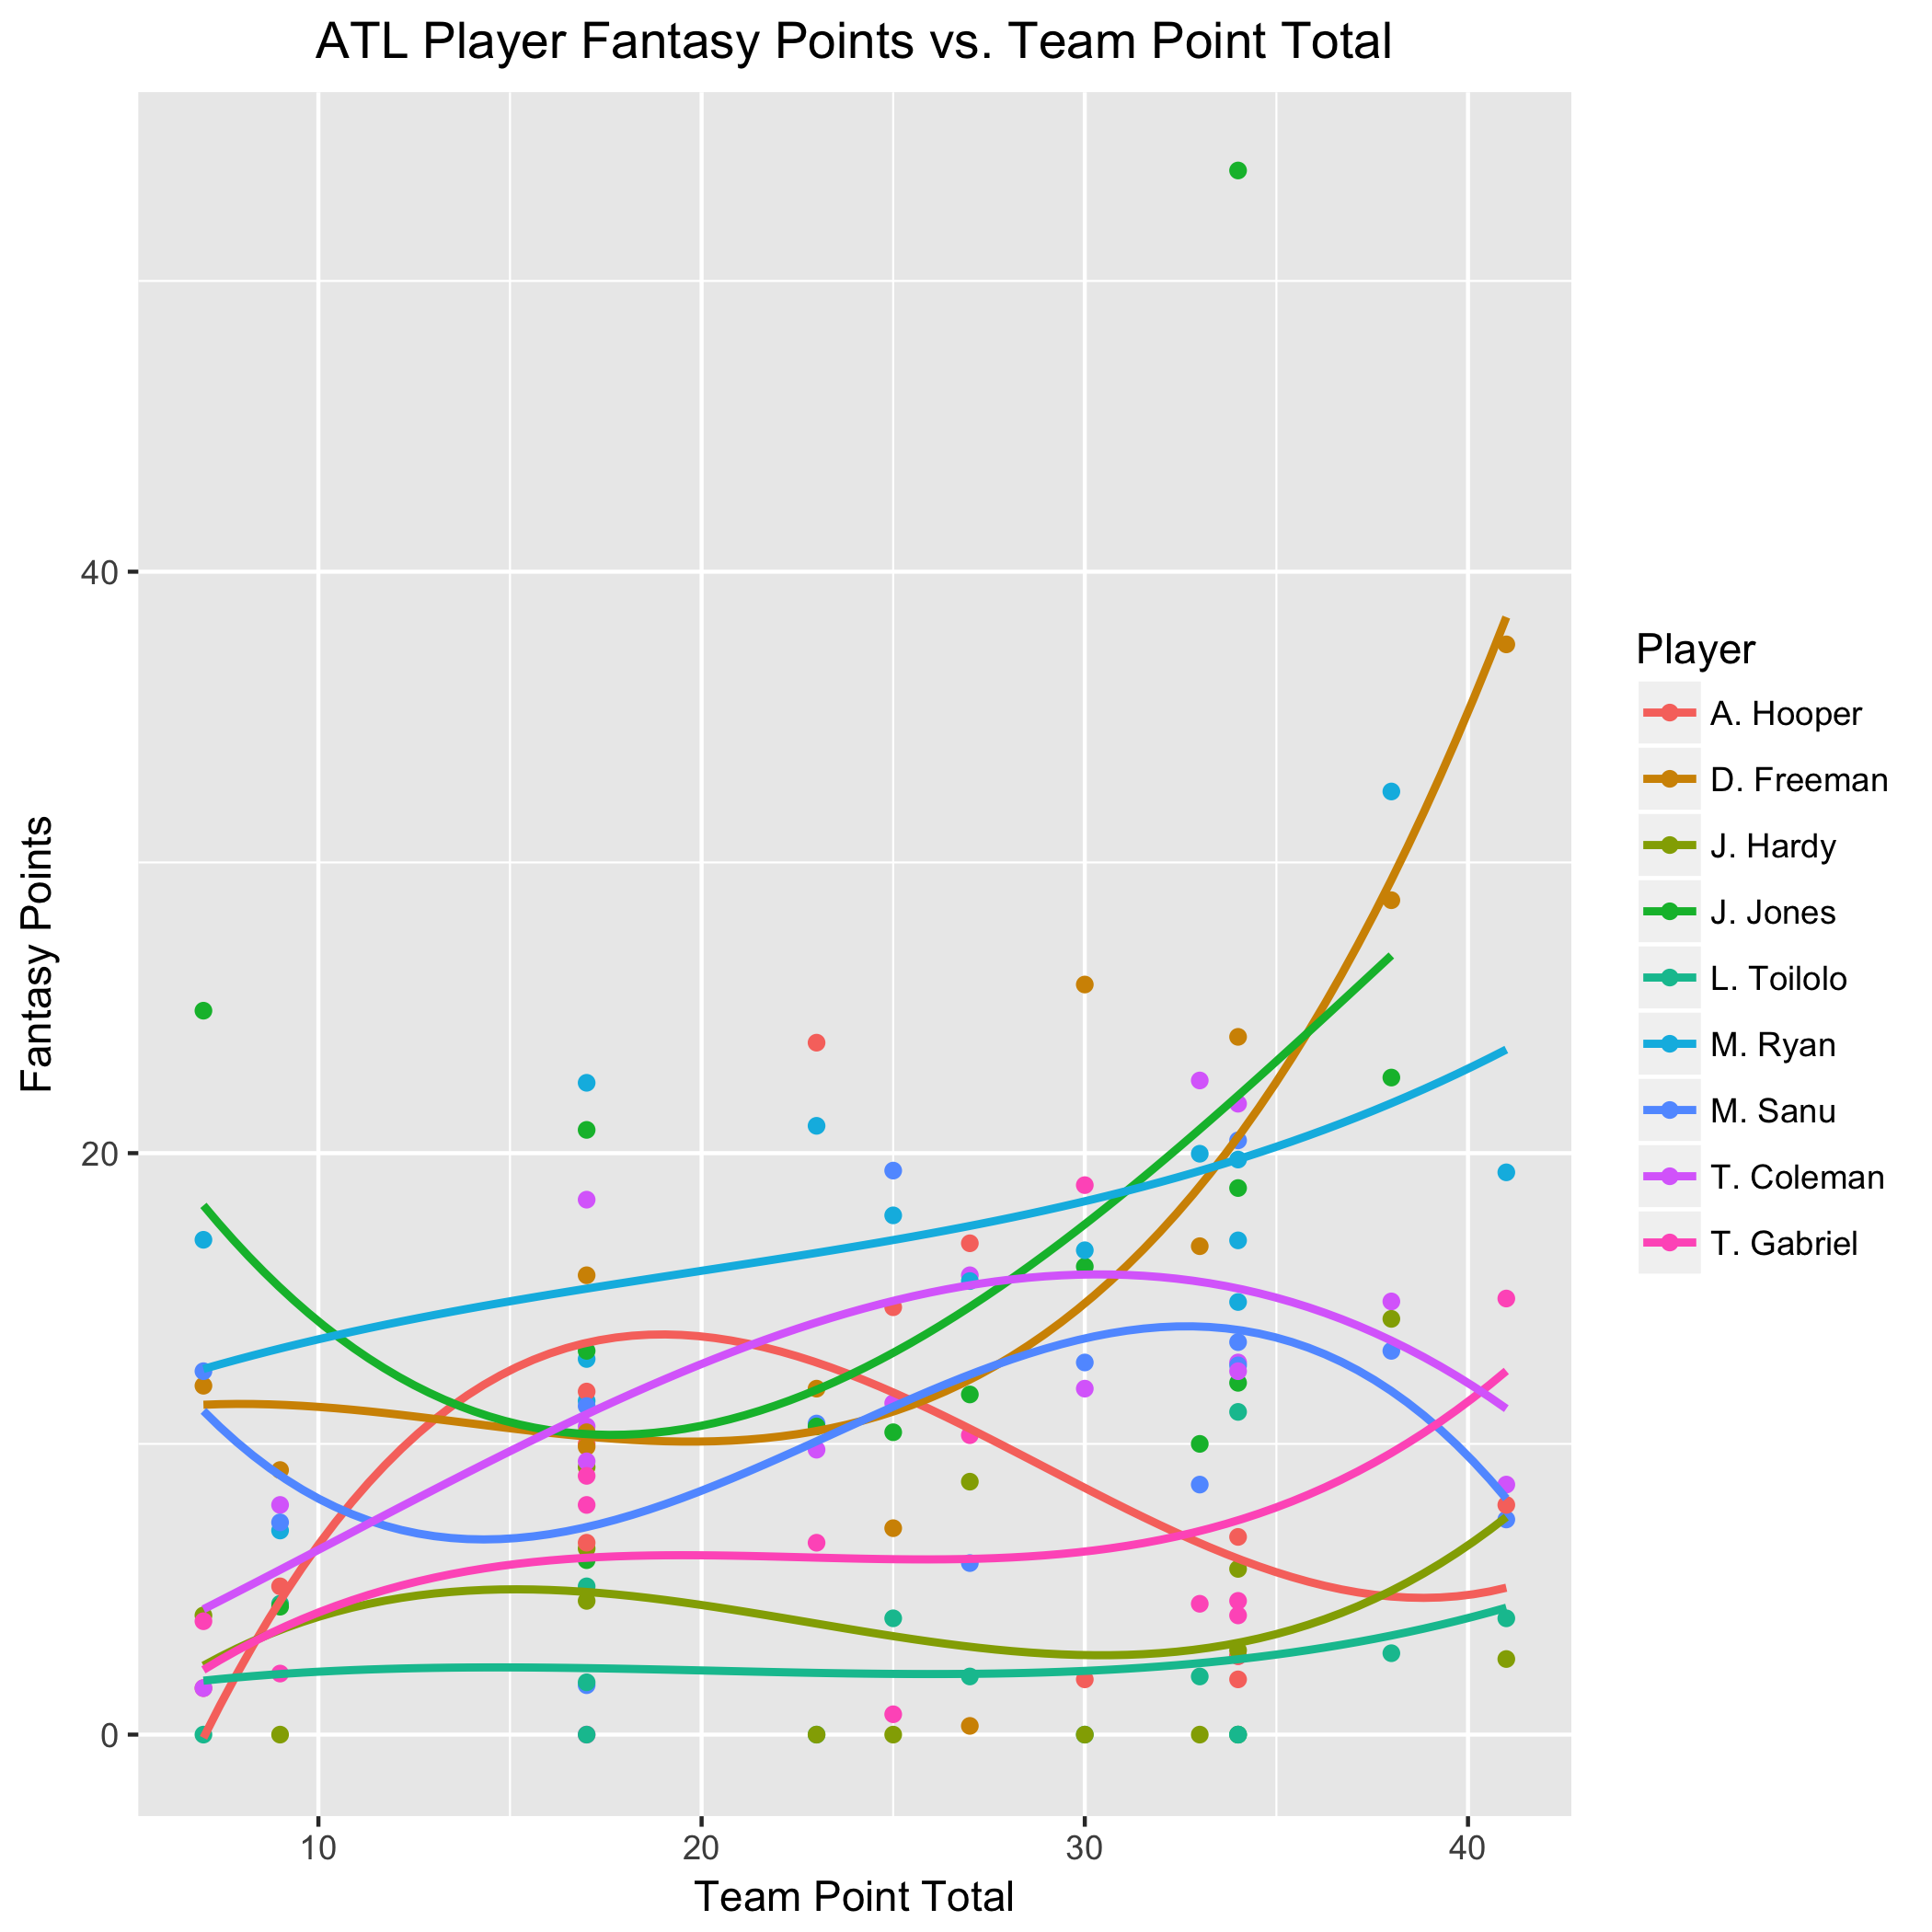 ATL Player Fantasy Points vs. Team Point Total
Fantasy Points
40
20
0
10
20
30
40
Team Point Total
Player
A. Hooper
D. Freeman
J. Hardy
J. Jones
L. Toilolo
M. Ryan
M. Sanu
T. Coleman
T. Gabriel